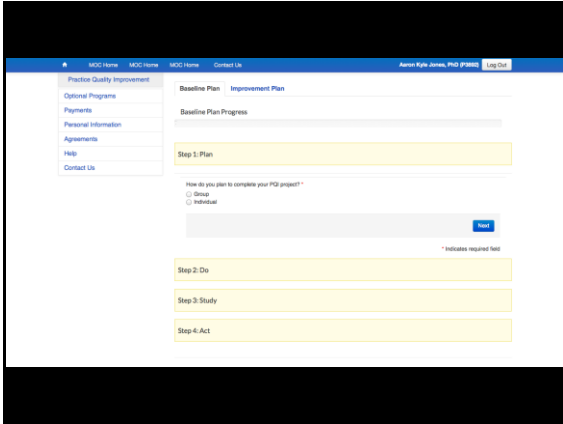 MOC Home MOC Home MOC Home Contact Us Aaron Kyle Jones, PhD (P3692) Log Out
Practice Quality Improvement
Optional Programs
Payments
Personal Information
Agreements
Help
Contact Us
Baseline Plan Improvement Plan
Baseline Plan Progress
Step 1: Plan
How do you plan to complete your PQI project? *
Group
Individual
Next
* Indicates required field
Step 2: Do
Step 3: Study
Step 4: Act